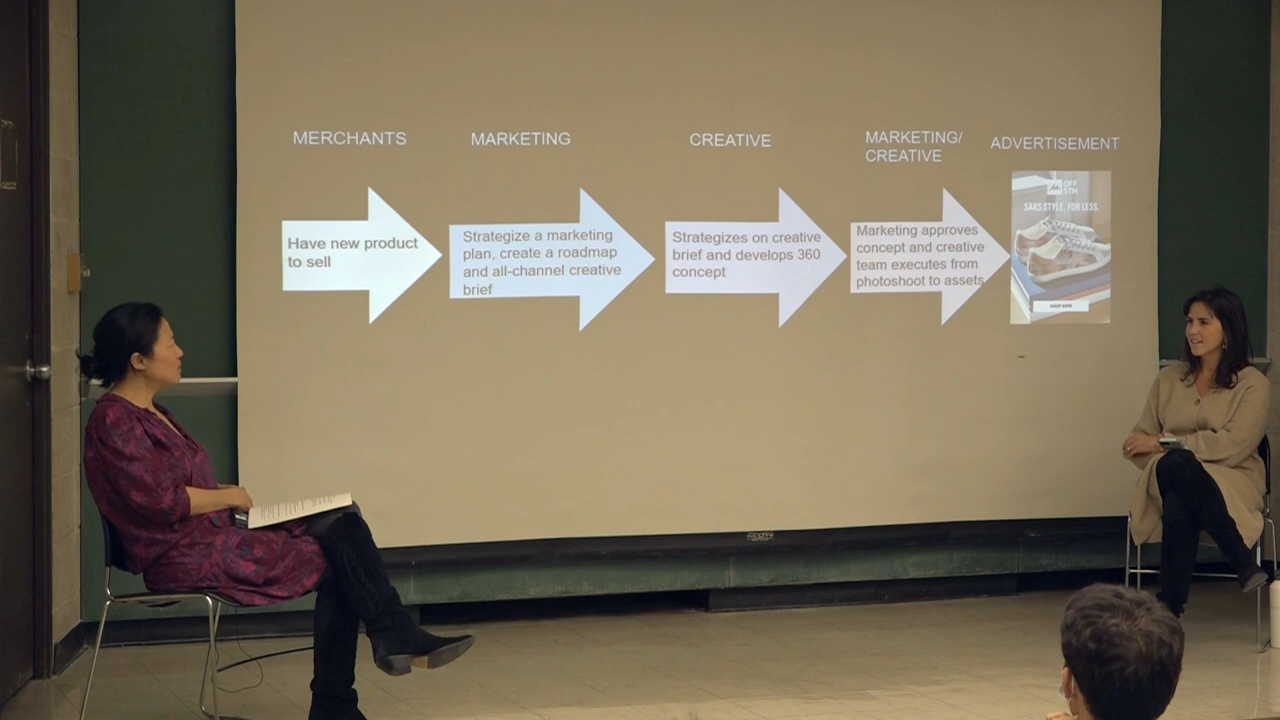 MERCHANTS
MARKETING
CREATIVE
MARKETING/
CREATIVE
ADVERTISEMENT
Have new product
to sell
Strategize a marketing
plan, create a roadmap
and all-channel creative
brief
Strategizes on creative
brief and develops 360
concept
Marketing approves
concept and creative
team executes from
photoshoot to assets
OFF
5TH
SAKS STYLE. FOR LESS.
SHOP NOW